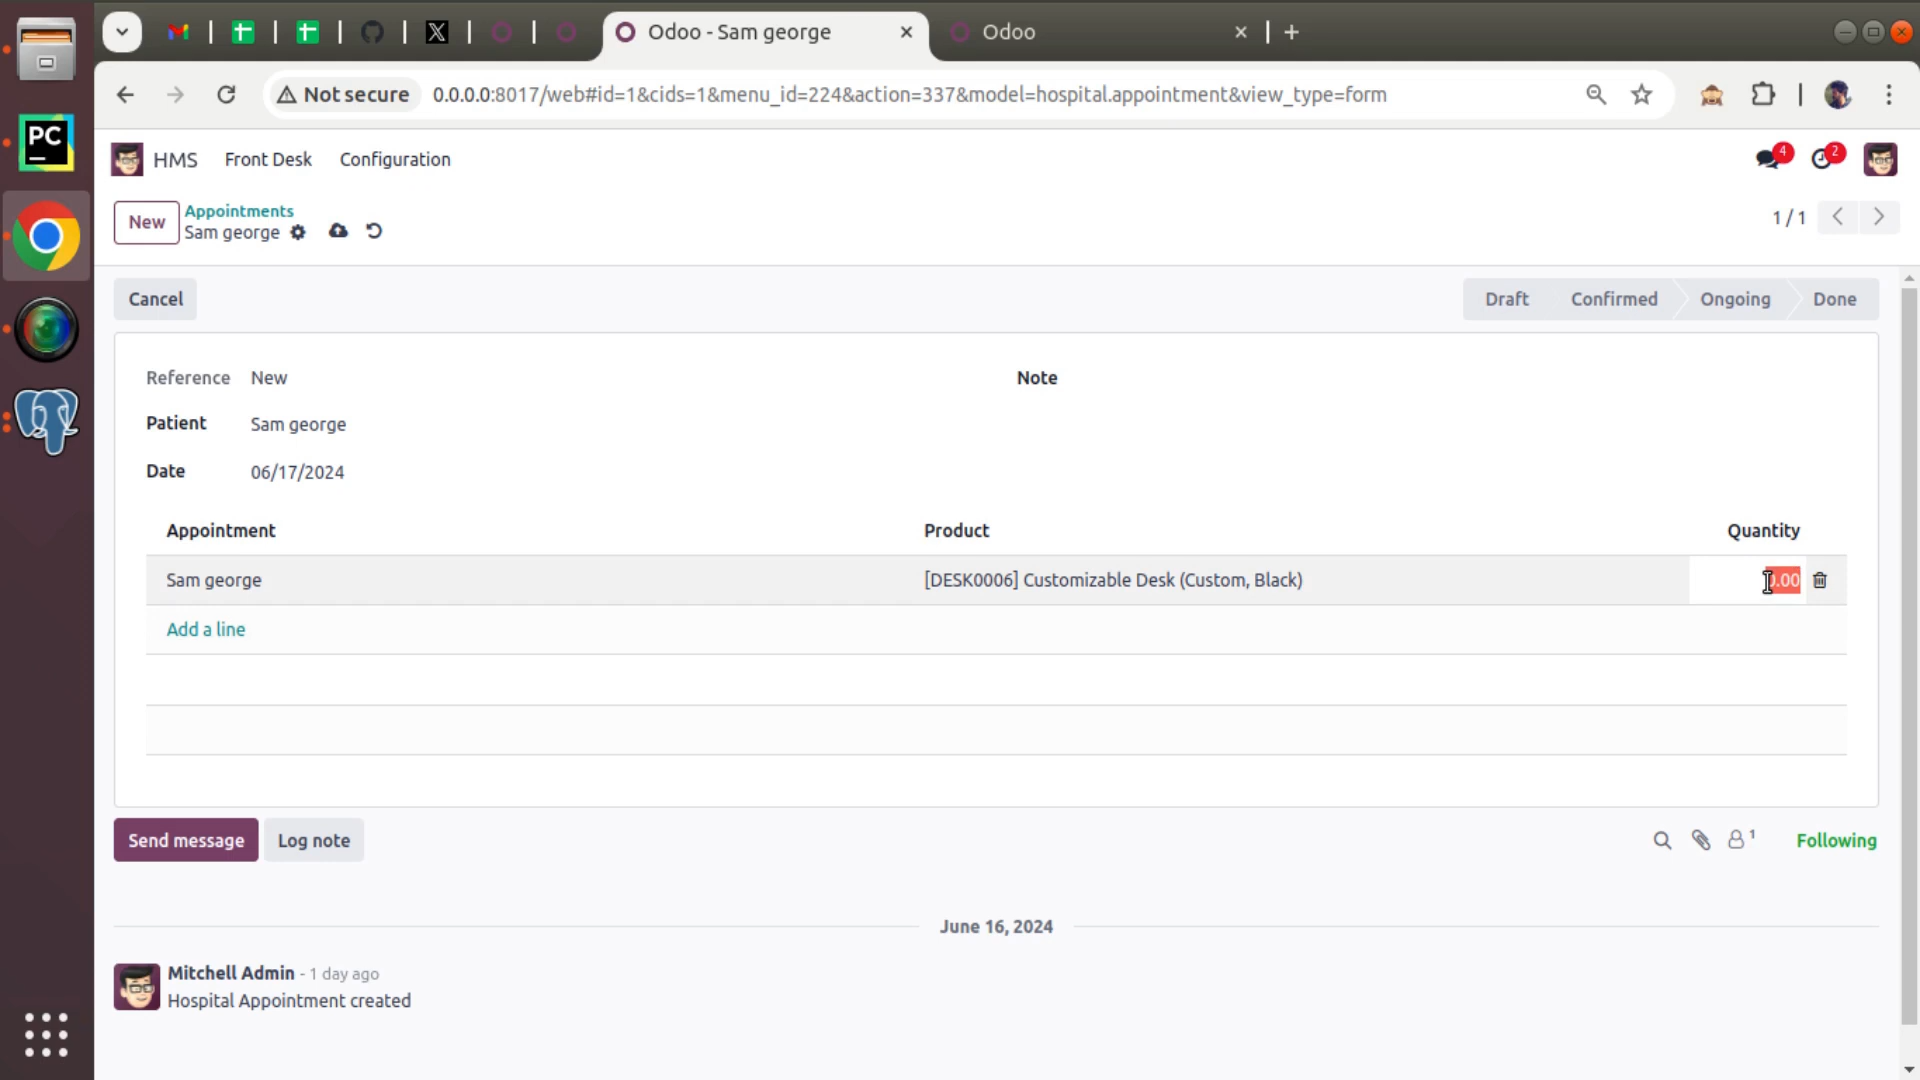 Odoo - Sam george
Odoo
Not secure
0.0.0.0:8017/web#id=1&cids=1&menu_id=224&action=337&model=hospital.appointment&view_type=form
HMS
Front Desk
Configuration
4
2
New
Appointments
Sam george
1 / 1
Cancel
Draft
Confirmed
Ongoing
Done
Reference
New
Note
Patient
Sam george
Date
06/17/2024
Appointment
Product
Quantity
Sam george
[DESK0006] Customizable Desk (Custom, Black)
0.00
Add a line
Send message
Log note
1
Following
June 16, 2024
Mitchell Admin - 1 day ago
Hospital Appointment created
PC